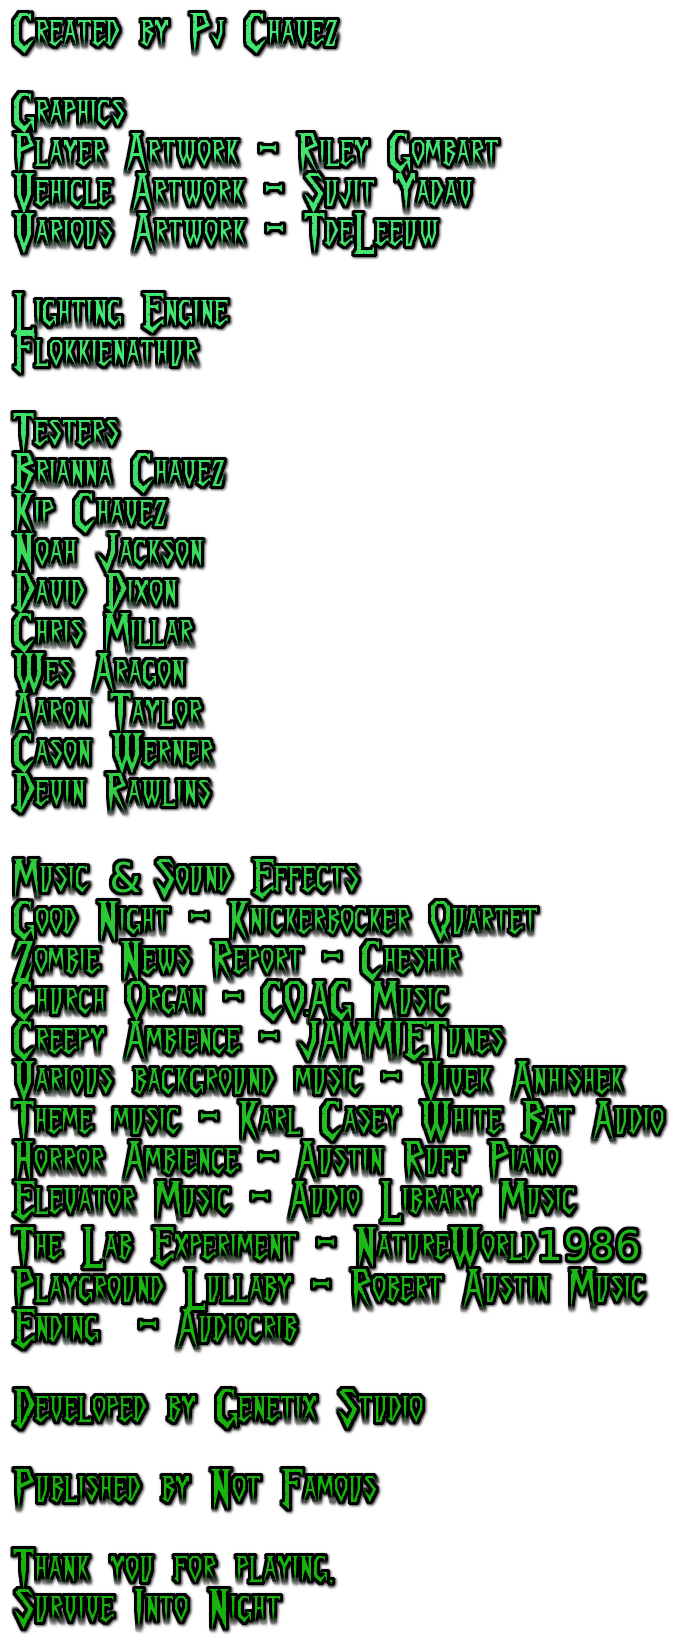 Created by Pj Chavez
Graphics
Player Artwork - Riley Gombart
Vehicle Artwork - Sujit Yadav
Various Artwork - TdeLeeuw
Lighting Engine
Flokkienathur
Testers
Brianna Chavez
Kip Chavez
Noah Jackson
David Dixon
Chris Millar
Wes Aragon
Aaron Taylor
Cason Werner
Devin Rawlins
Music & Sound Effects
Good Night - Knickerbocker Quartet
Zombie News Report - Cheshir
Church Organ - CO.AG Music
Creepy Ambience - JAMMIETunes
Various background music - Vivek Anhishek
Theme music - Karl Casey White Bat Audio
Horror Ambience - Austin Ruff Piano
Elevator Music - Audio Library Music
The Lab Experiment - NatureWorld1986
Playground Lullaby - Robert Austin Music
Ending - Audiocrib
Developed by Genetix Studio
Published by Not Famous
Thank you for playing.
Survive Into Night